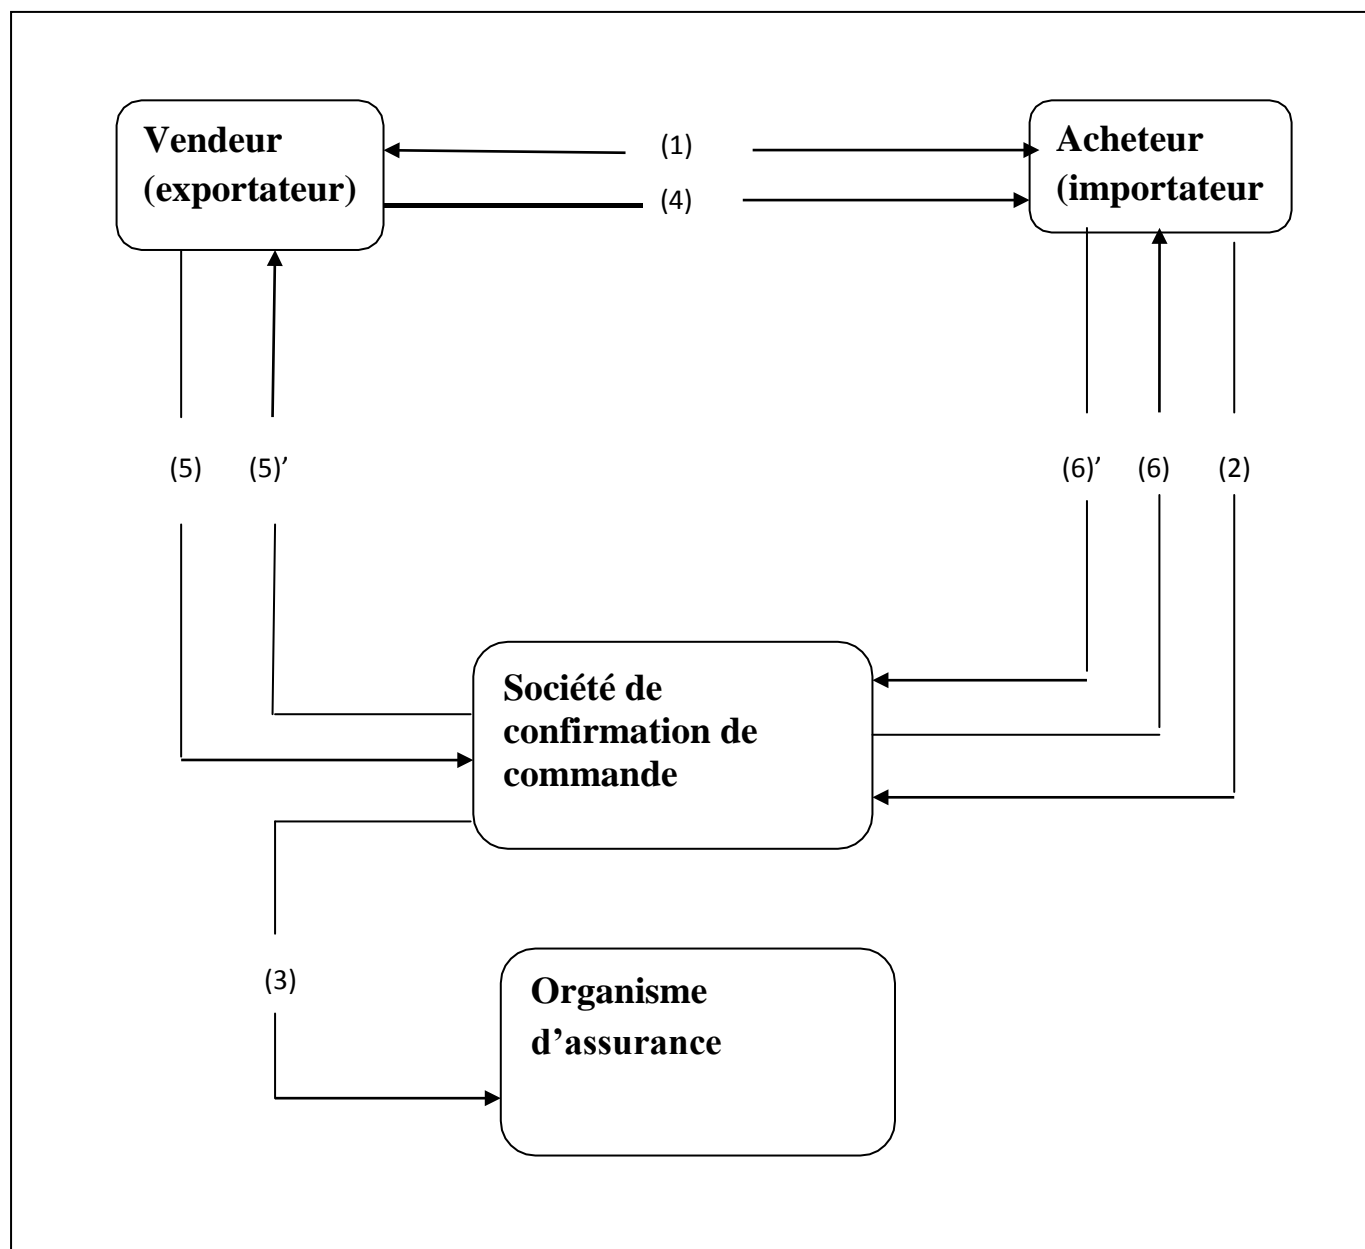 Vendeur
(exportateur)
(1)
(4)
Acheteur
(importateur
(5)
(5)’
(6)’
(6)
(2)
Société de
confirmation de
commande
(3)
Organisme
d’assurance